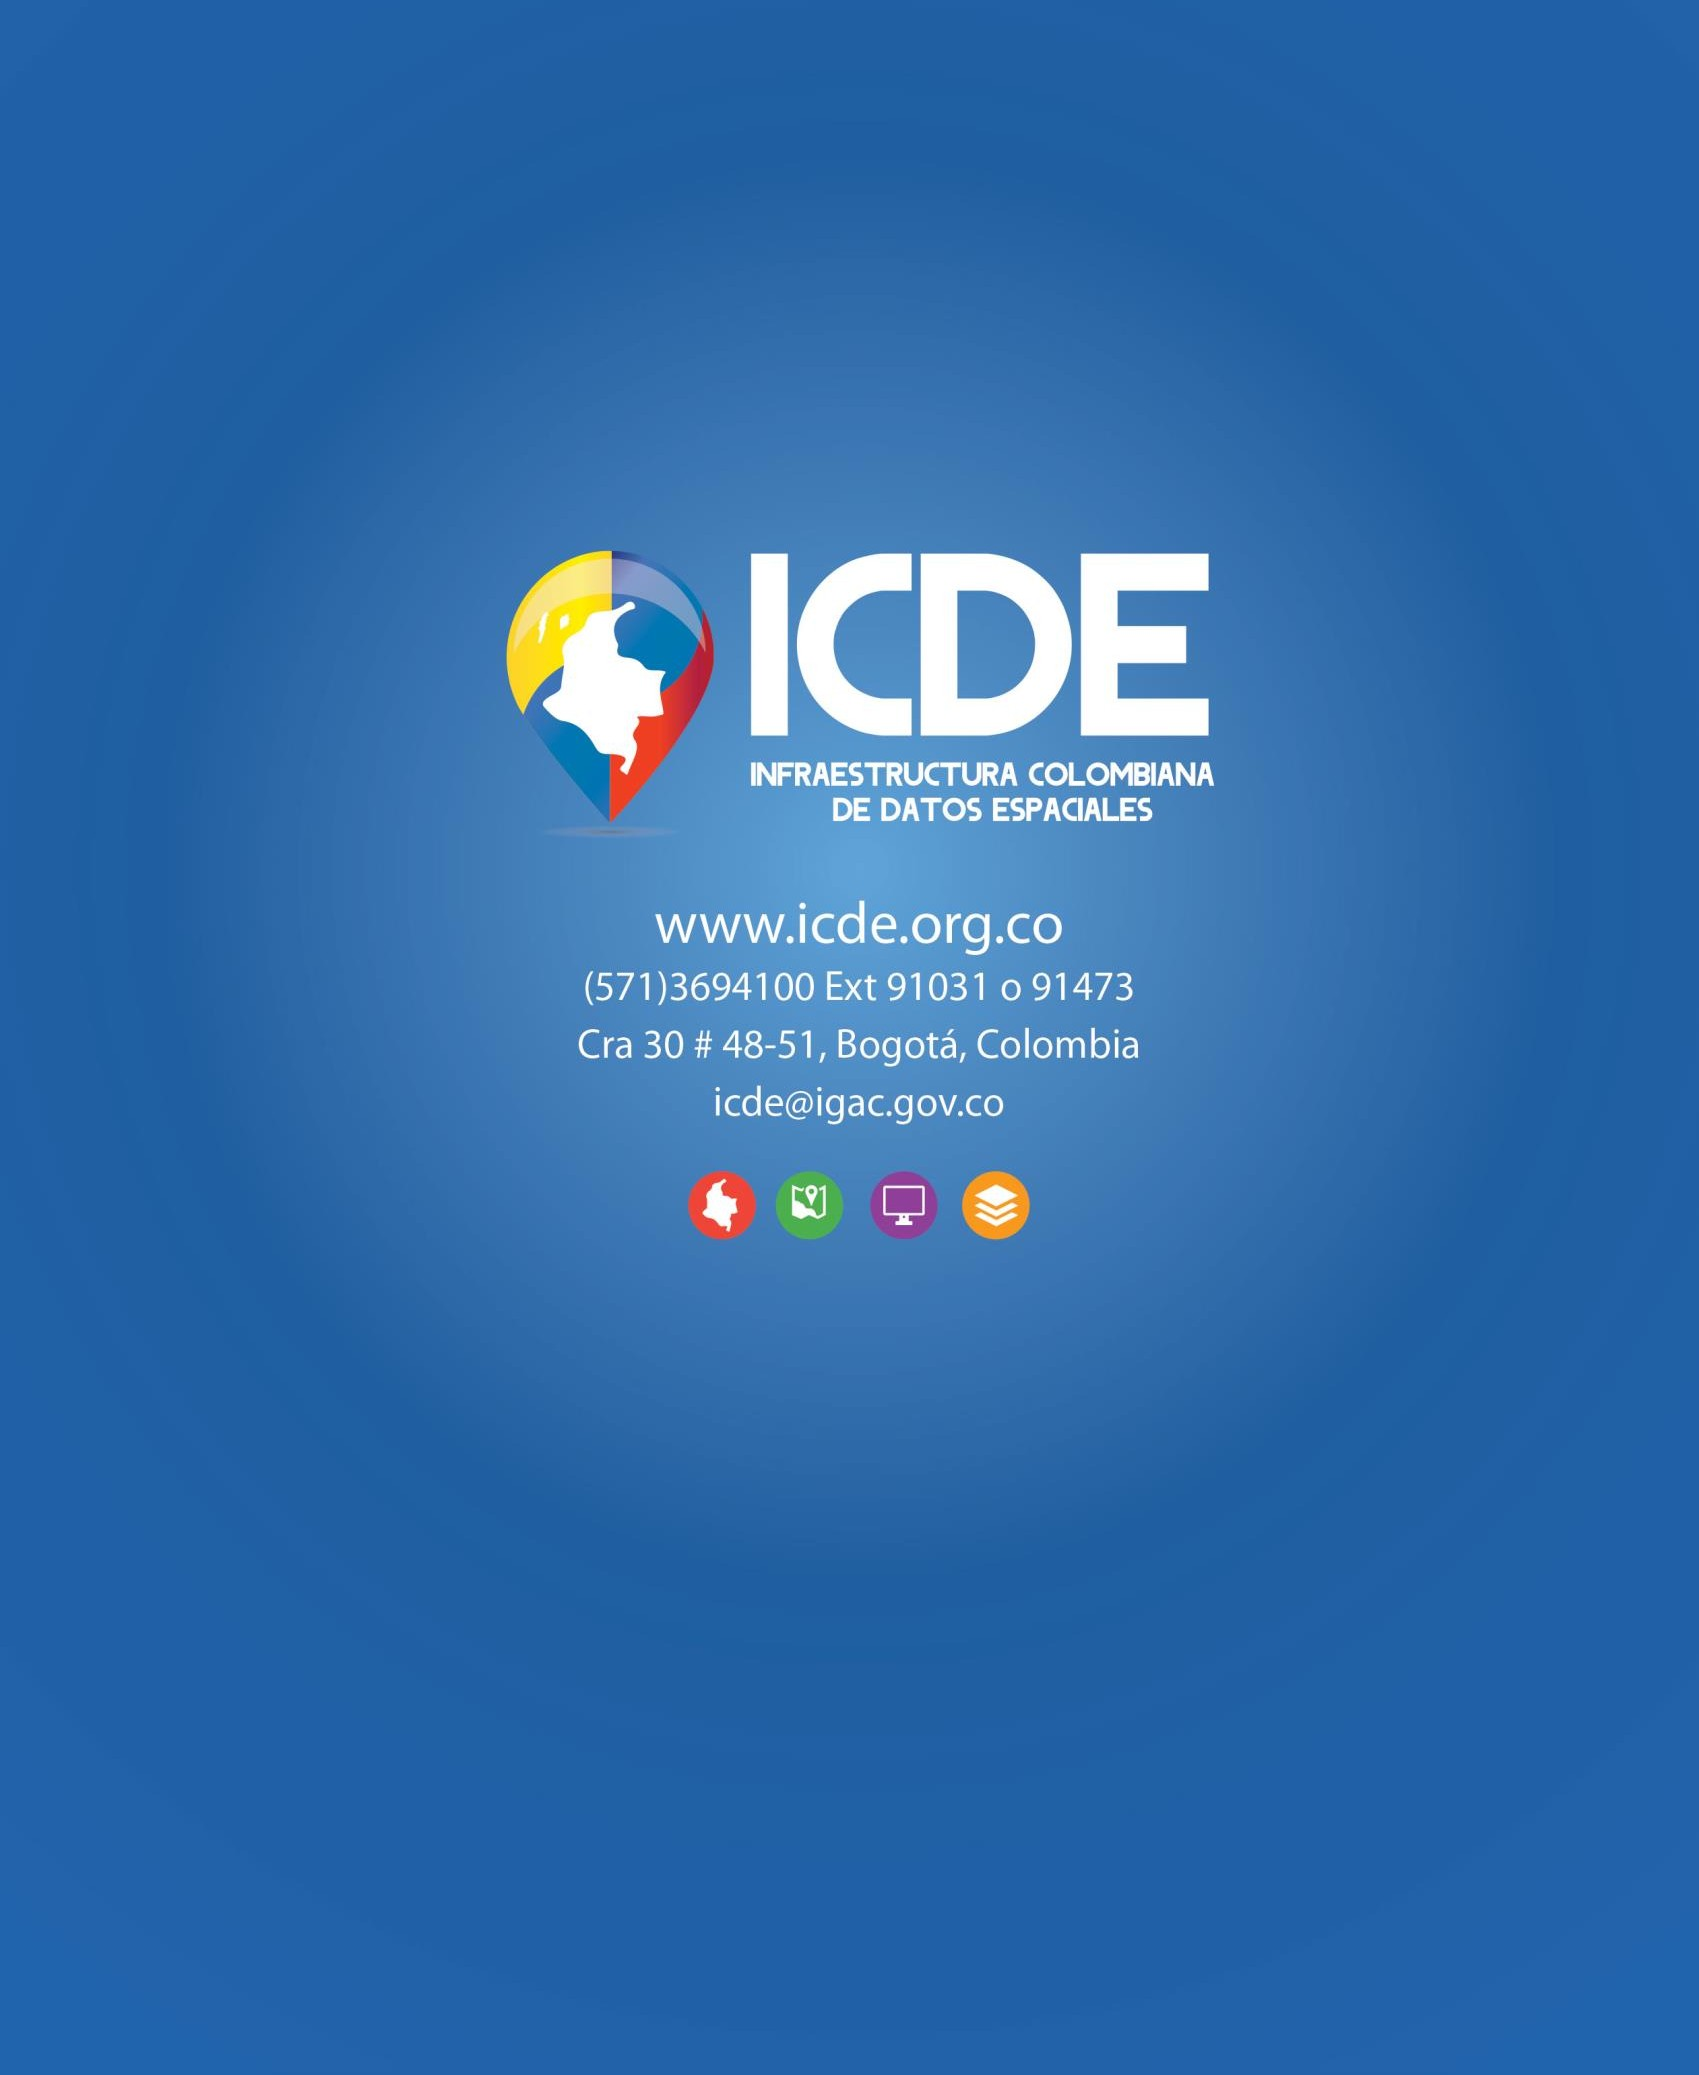 ICDE
INFRAESTRUCTURA COLOMBIANA
DE DATOS ESPACIALES
www.icde.org.co
(571)3694100 Ext 91031 o 91473
Cra 30 # 48-51, Bogotá, Colombia
icde@igac.gov.co